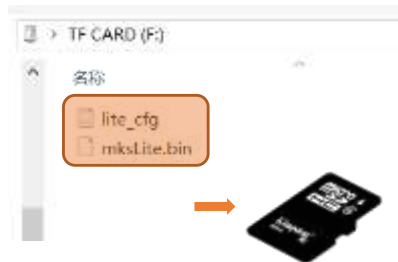 TF CARD (F:)
名称
lite_cfg
mksLite.bin